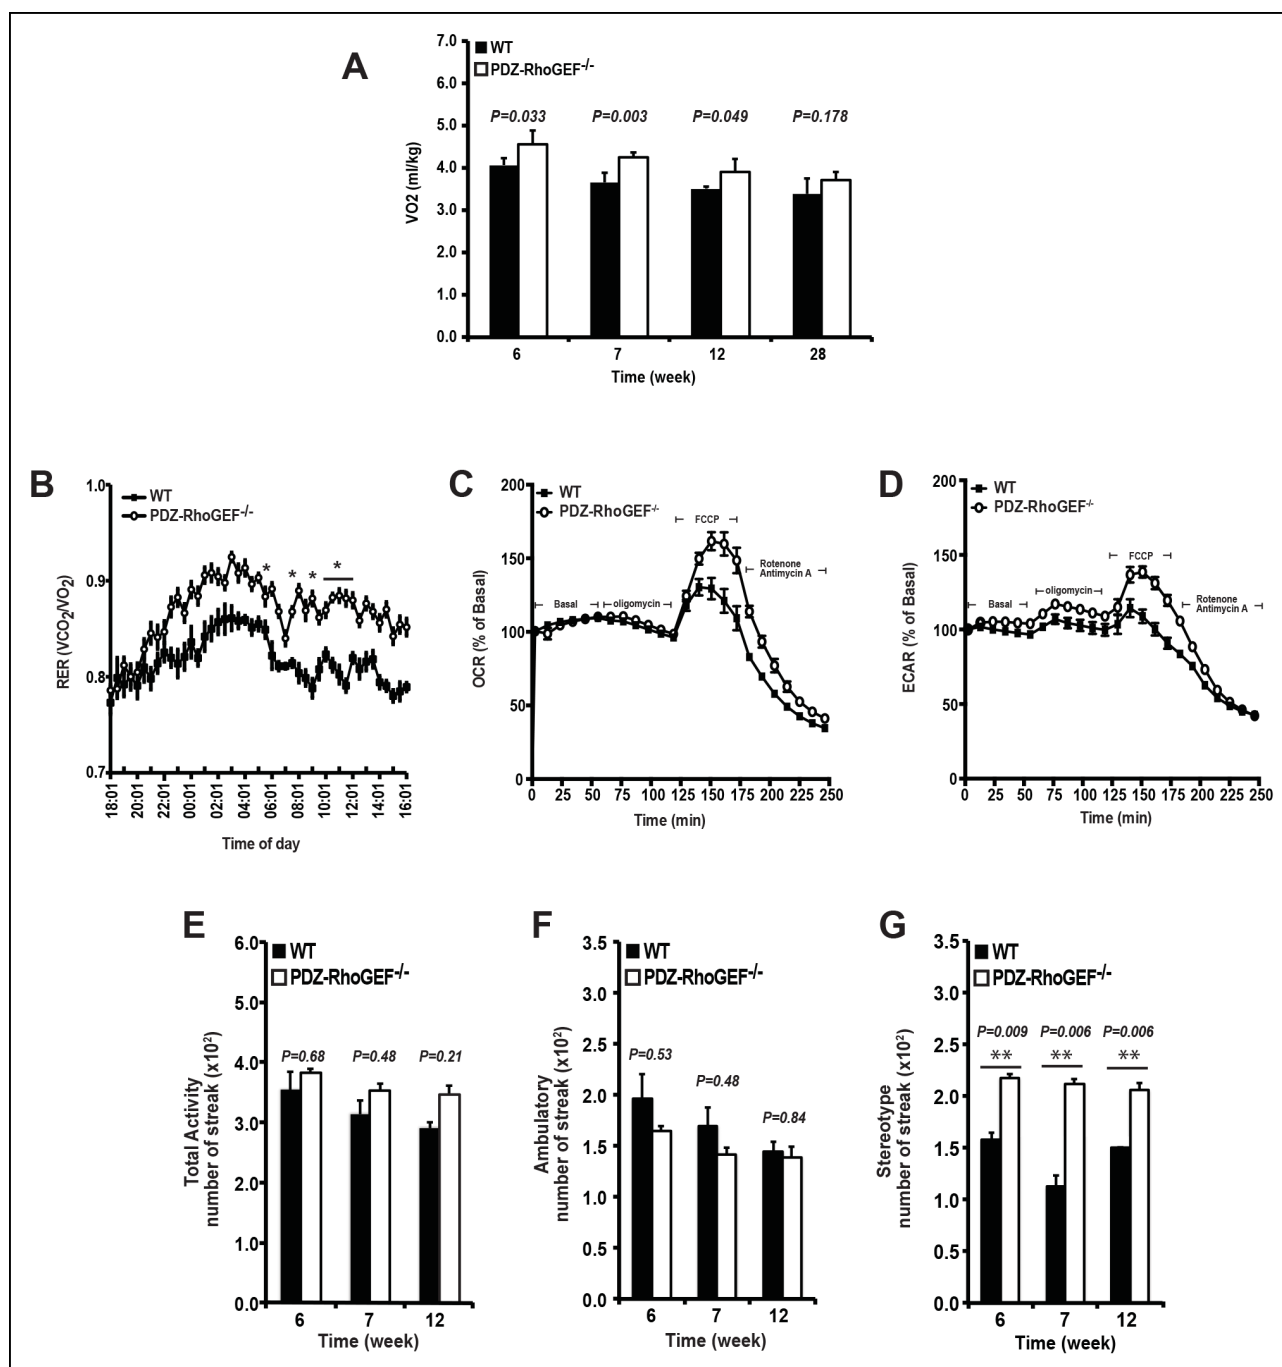 A
WT
PDZ-RhoGEF-/-
P=0.033 P=0.003 P=0.049 P=0.178
VO2 (ml/kg)
7.0
6.0
5.0
4.0
3.0
2.0
1.0
0.0
6 7 12 28
Time (week)
B
WT
PDZ-RhoGEF-/-
* * * *
RER (VCO2/VO2)
1.0
0.9
0.8
0.7
18:01 20:01 22:01 00:01 02:01 04:01 06:01 08:01 10:01 12:01 14:01 16:01
Time of day
C
WT
PDZ-RhoGEF-/-
FCCP
Rotenone
Antimycin A
Basal oligomycin
OCR (% of Basal)
200
150
100
50
0
0 25 50 75 100 125 150 175 200 225 250
Time (min)
D
WT
PDZ-RhoGEF-/-
FCCP
oligomycin
Basal
Rotenone
Antimycin A
ECAR (% of Basal)
200
150
100
50
0
0 25 50 75 100 125 150 175 200 225 250
Time (min)
E
WT
PDZ-RhoGEF-/-
P=0.68 P=0.48 P=0.21
Total Activity
number of streak (x102)
6.0
5.0
4.0
3.0
2.0
1.0
0.0
6 7 12
Time (week)
F
WT
PDZ-RhoGEF-/-
P=0.53
P=0.48
P=0.84
Ambulatory
number of streak (x102)
3.5
3.0
2.5
2.0
1.5
1.0
0.5
0.0
6 7 12
Time (week)
G
WT
PDZ-RhoGEF-/-
P=0.009 P=0.006 P=0.006
** ** **
Stereotype
number of streak (x102)
3.5
3.0
2.5
2.0
1.5
1.0
0.5
0.0
6 7 12
Time (week)